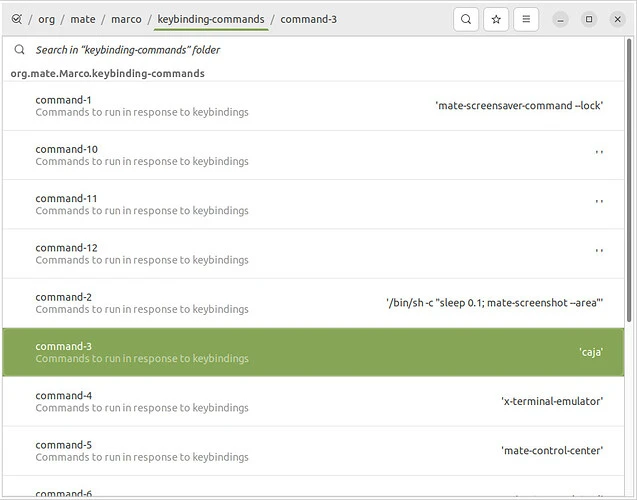 org / mate / marco / keybinding-commands / command-3
Search in “keybinding-commands” folder
org.mate.Marco.keybinding-commands
command-1
Commands to run in response to keybindings
'mate-screensaver-command --lock'
command-10
Commands to run in response to keybindings
''
command-11
Commands to run in response to keybindings
''
command-12
Commands to run in response to keybindings
''
command-2
Commands to run in response to keybindings
'/bin/sh -c "sleep 0.1; mate-screenshot --area"'
command-3
Commands to run in response to keybindings
'caja'
command-4
Commands to run in response to keybindings
'x-terminal-emulator'
command-5
Commands to run in response to keybindings
'mate-control-center'
command-6